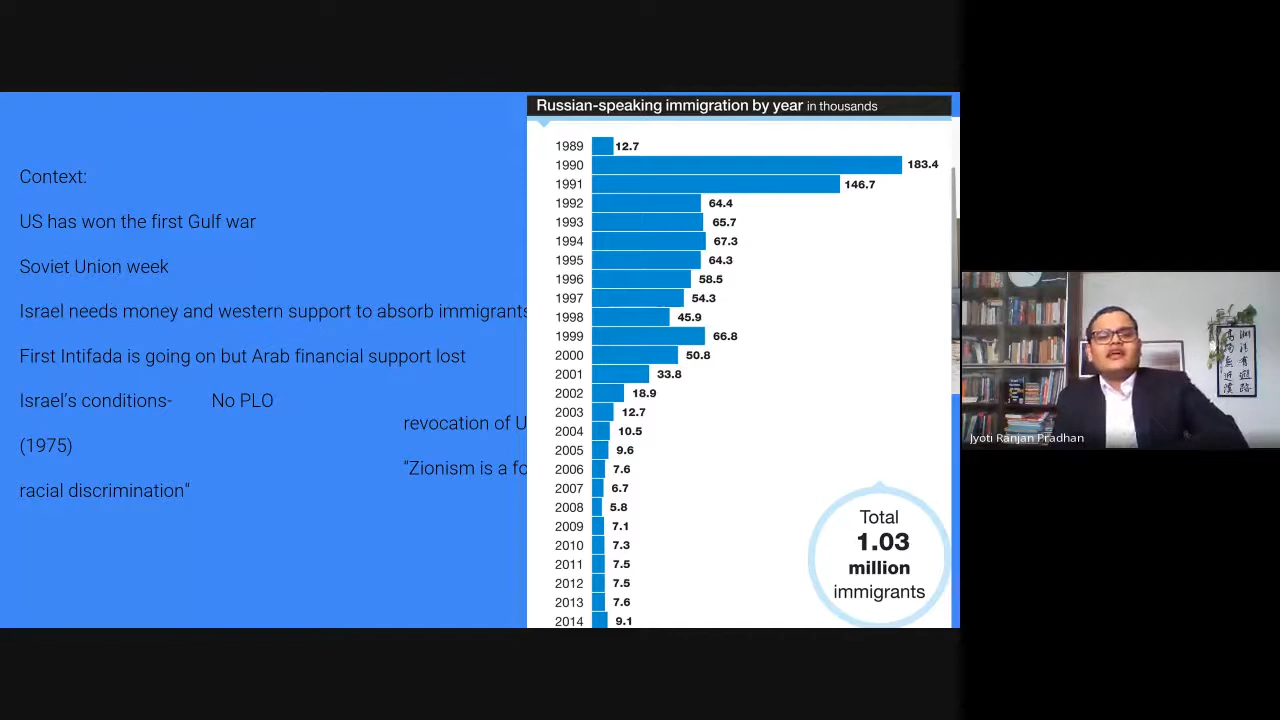 Context:
US has won the first Gulf war
Soviet Union week
Israel needs money and western support to absorb immigrants
First Intifada is going on but Arab financial support lost
Israel's conditions- No PLO
revocation of U
(1975)
"Zionism is a fo
racial discrimination"
Russian-speaking immigration by year in thousands
1989 12.7
1990 183.4
1991 146.7
1992 64.4
1993 65.7
1994 67.3
1995 64.3
1996 58.5
1997 54.3
1998 45.9
1999 66.8
2000 50.8
2001 33.8
2002 18.9
2003 12.7
2004 10.5
2005 9.6
2006 7.6
2007 6.7
2008 5.8
2009 7.1
2010 7.3
2011 7.5
2012 7.5
2013 7.6
2014 9.1
Total
1.03
million
immigrants
Jyoti Ranjan Pradhan